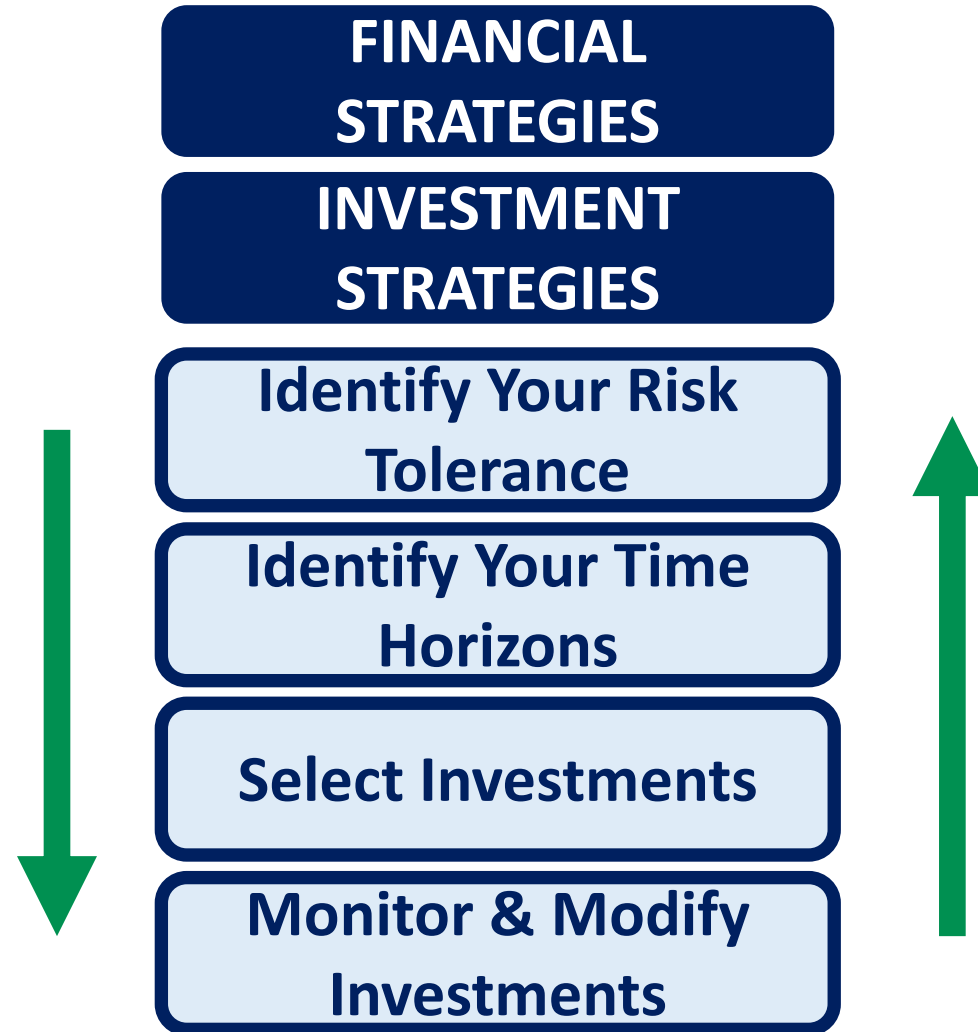 FINANCIAL
STRATEGIES
INVESTMENT
STRATEGIES
Identify Your Risk
Tolerance
Identify Your Time
Horizons
Select Investments
Monitor & Modify
Investments